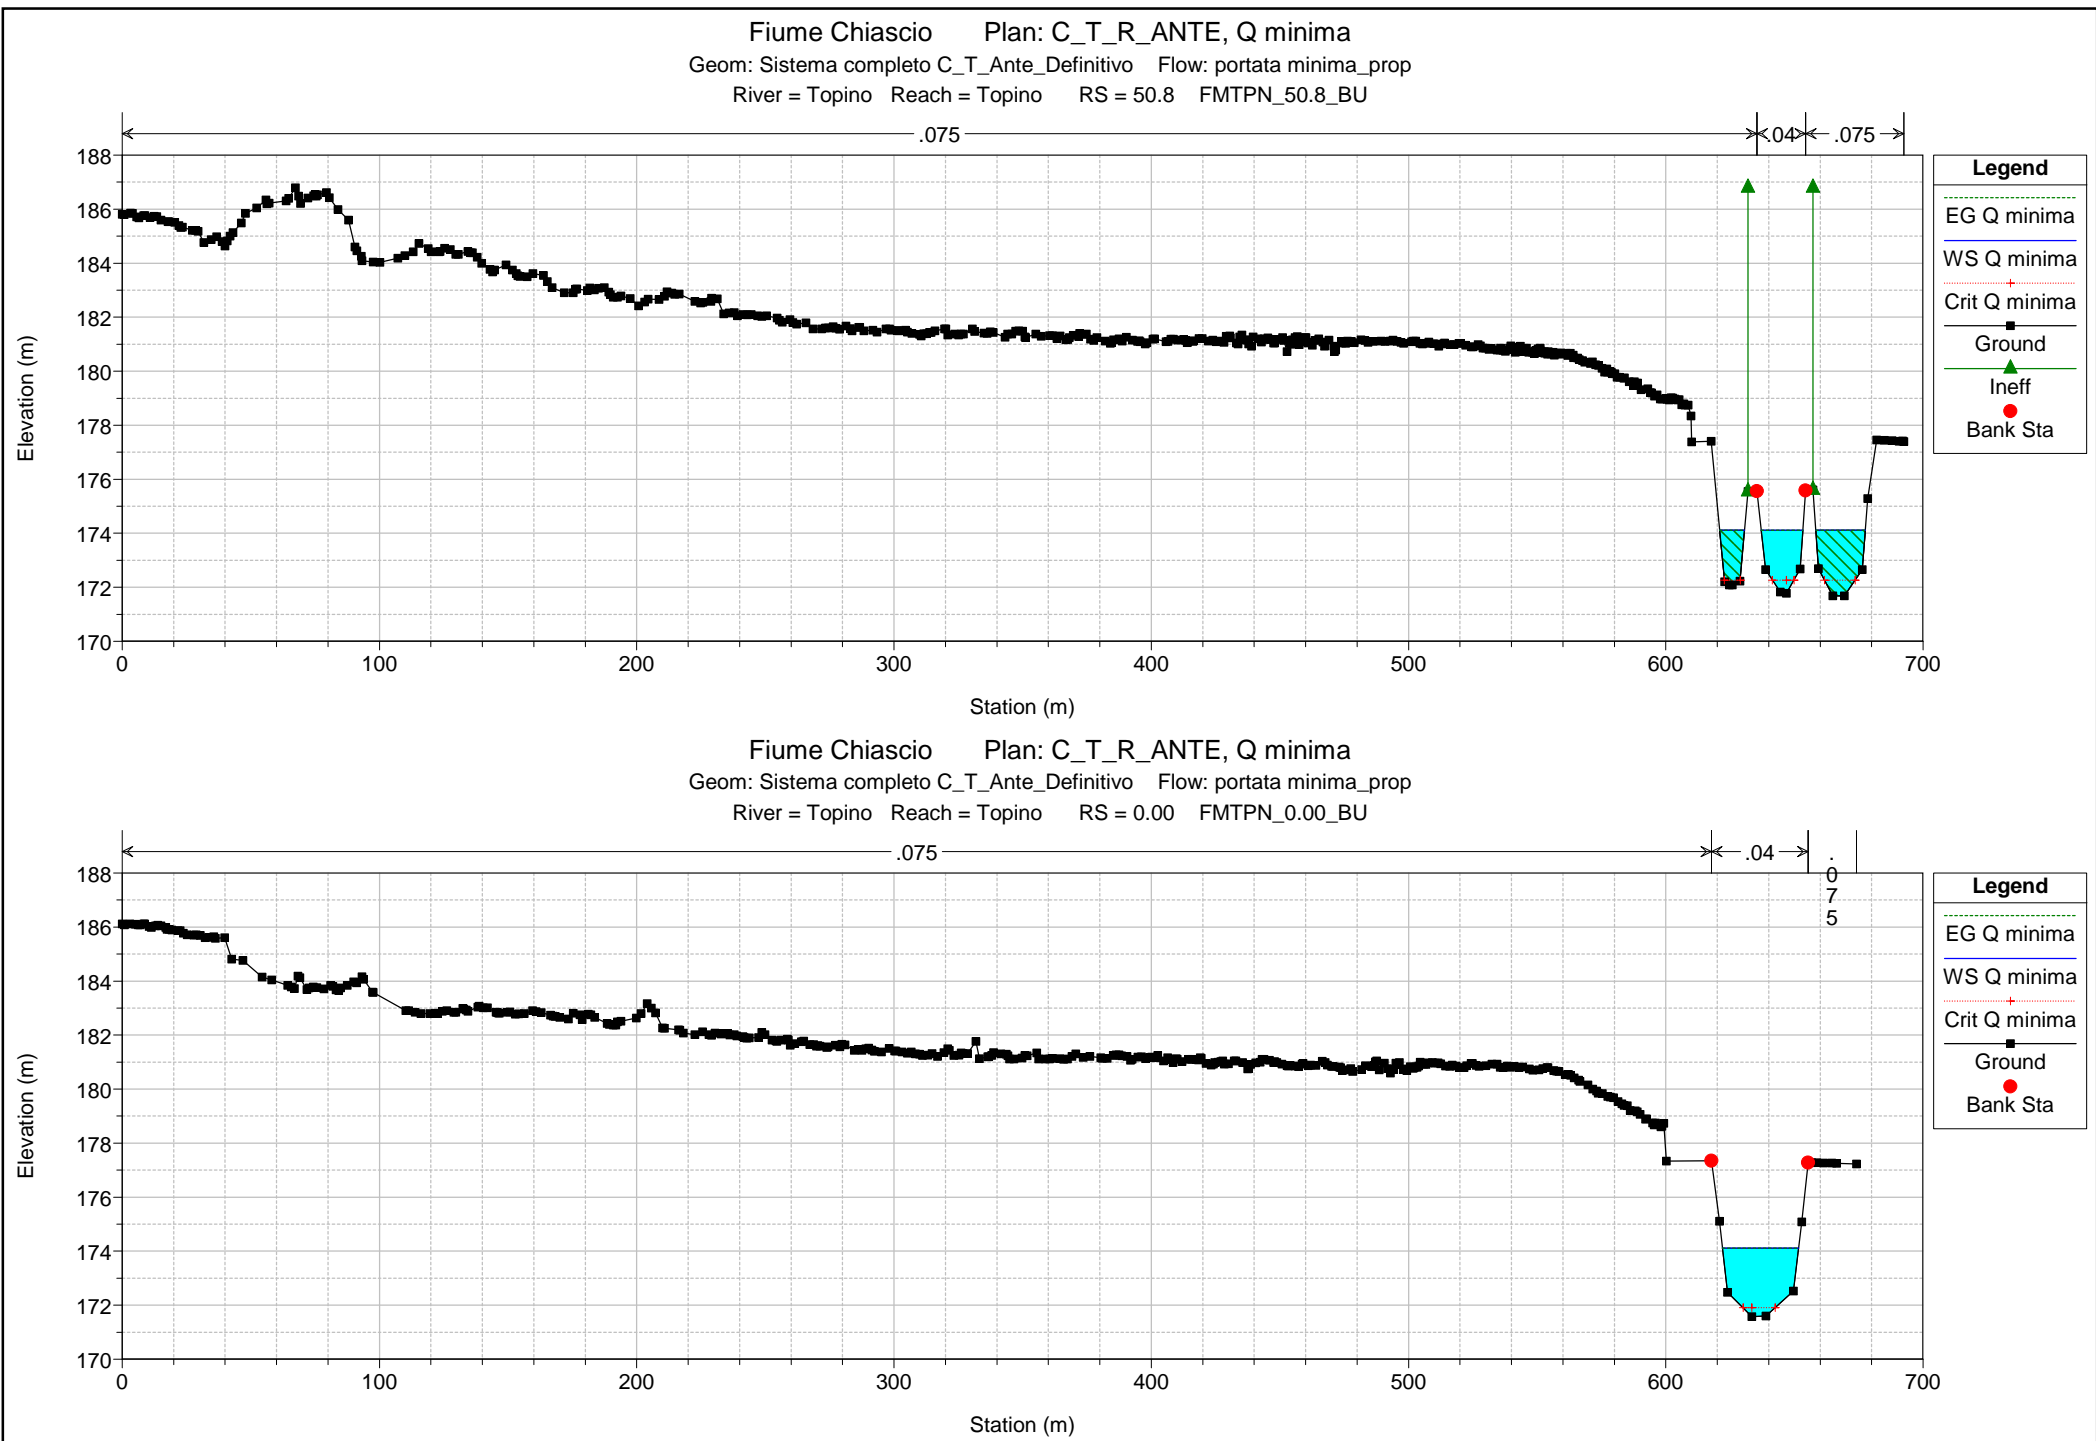 Fiume Chiascio Plan: C_T_R_ANTE, Q minima
Geom: Sistema completo C_T_Ante_Definitivo Flow: portata minima_prop
River = Topino Reach = Topino RS = 50.8 FMTPN_50.8_BU
.075 .04 .075
188
186
184
182
180
178
176
174
172
170
Elevation (m)
0 100 200 300 400 500 600 700
Station (m)
Legend
EG Q minima
WS Q minima
Crit Q minima
Ground
Ineff
Bank Sta
Fiume Chiascio Plan: C_T_R_ANTE, Q minima
Geom: Sistema completo C_T_Ante_Definitivo Flow: portata minima_prop
River = Topino Reach = Topino RS = 0.00 FMTPN_0.00_BU
.075 .04 .075
188
186
184
182
180
178
176
174
172
170
Elevation (m)
0 100 200 300 400 500 600 700
Station (m)
Legend
EG Q minima
WS Q minima
Crit Q minima
Ground
Bank Sta